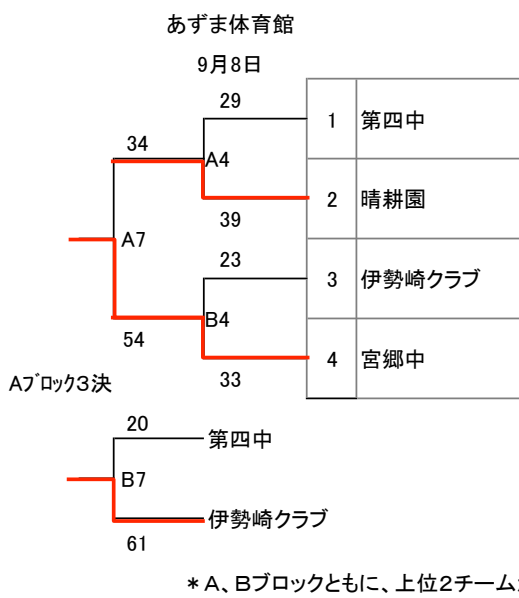 あずま体育館
9月8日
29
1 第四中
34
A4
2 晴耕園
39
A7
23
3 伊勢崎クラブ
B4
54
4 宮郷中
33
Aブロック3決
20
第四中
B7
伊勢崎クラブ
61
＊A、Bブロックともに、上位2チーム